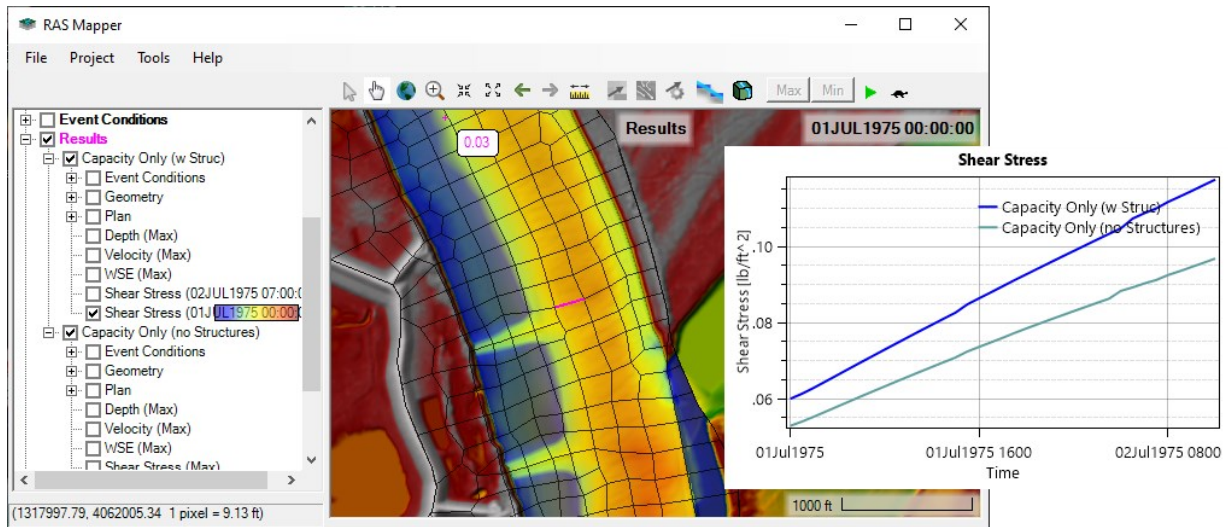 RAS Mapper
File Project Tools Help
Max Min
Event Conditions
Results
Capacity Only (w Struc)
Event Conditions
Geometry
Plan
Depth (Max)
Velocity (Max)
WSE (Max)
Shear Stress (02JUL1975 07:00:0
Shear Stress (01JUL1975 00:00:0
Capacity Only (no Structures)
Event Conditions
Geometry
Plan
Depth (Max)
Velocity (Max)
WSE (Max)
Shear Stress (Max)
(1317997.79, 4062005.34 1 pixel = 9.13 ft)
0.03
Results
01JUL1975 00:00:00
1000 ft
Shear Stress
Capacity Only (w Struc)
Capacity Only (no Structures)
Shear Stress [lb/ft^2]
.10
.08
.06
01Jul1975 01Jul1975 1600 02Jul1975 0800
Time